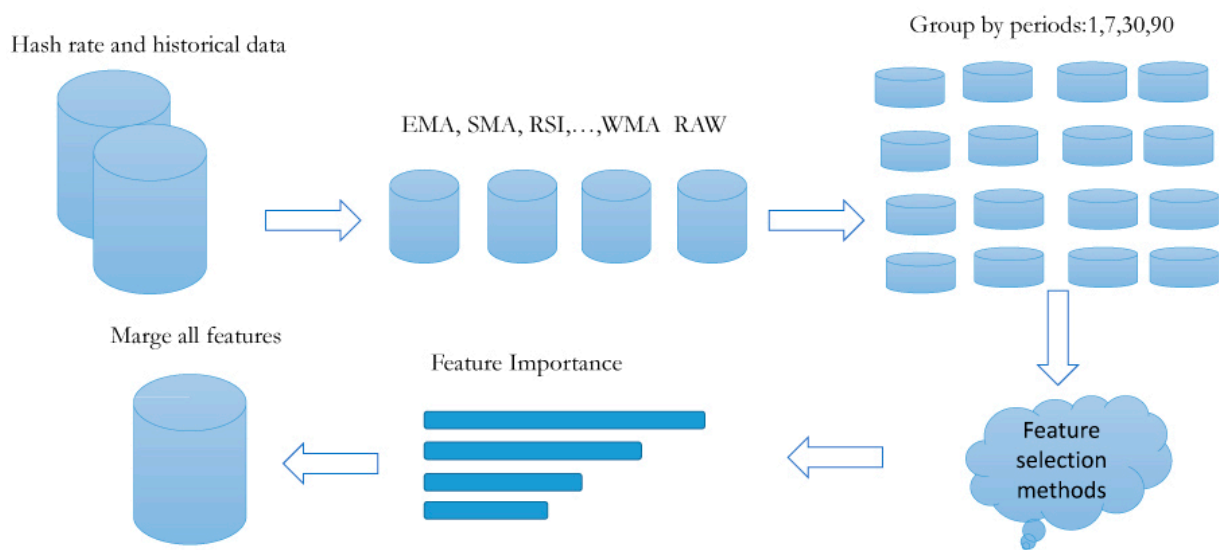 Hash rate and historical data
EMA, SMA, RSI,…,WMA RAW
Group by periods:1,7,30,90
Feature
selection
methods
Feature Importance
Marge all features